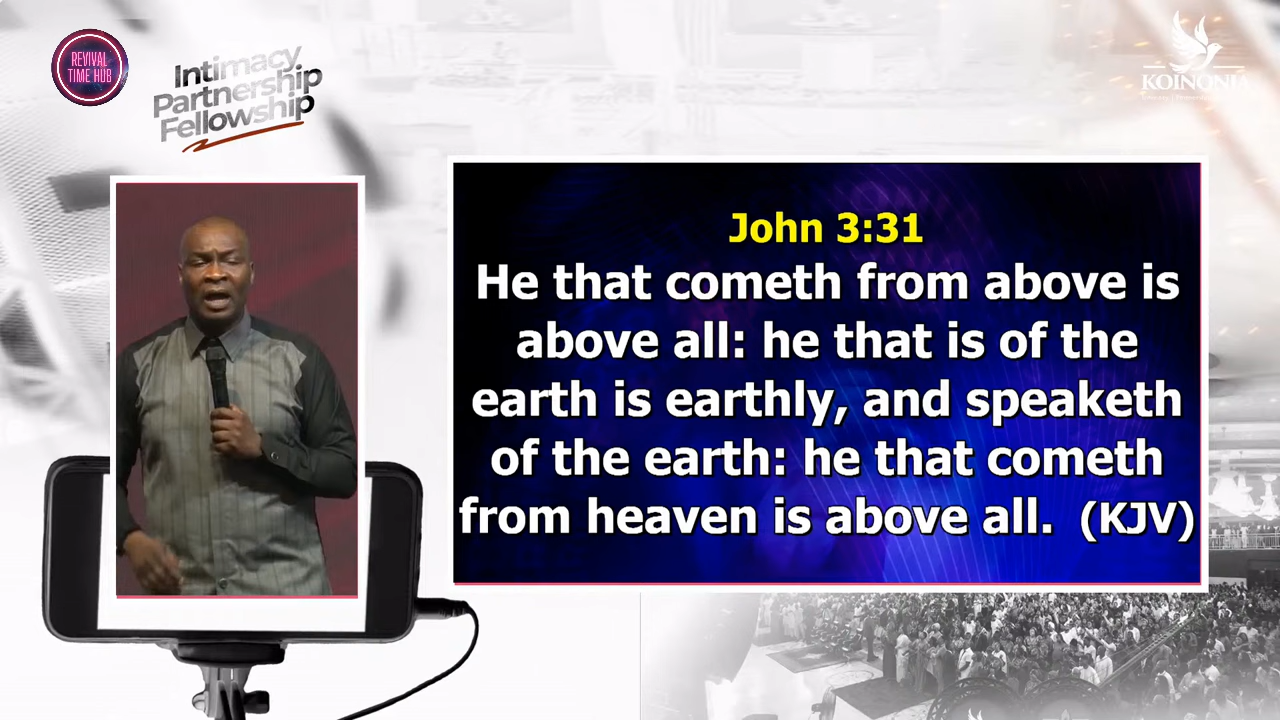 REVIVAL
TIME HUB
Intimacy
Partnership
Fellowship
KOINONIA
John 3:31
He that cometh from above is
above all: he that is of the
earth is earthly, and speaketh
of the earth: he that cometh
from heaven is above all. (KJV)